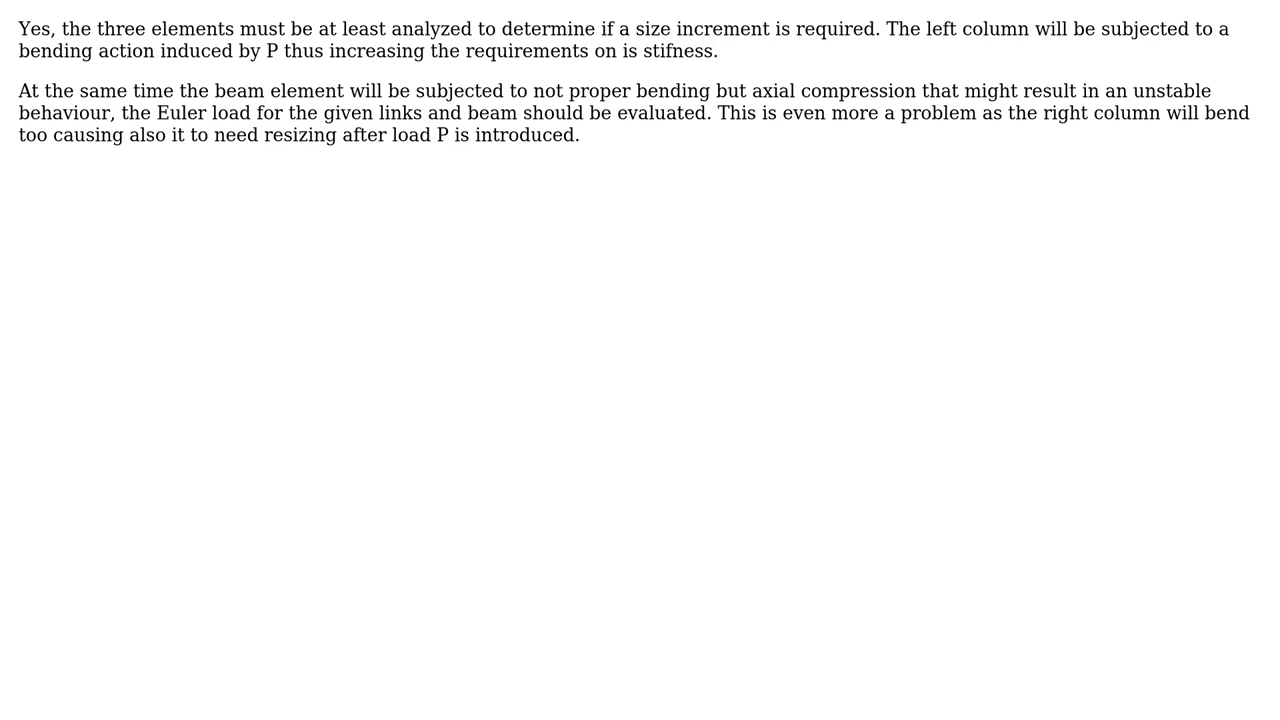 Yes, the three elements must be at least analyzed to determine if a size increment is required. The left column will be subjected to a
bending action induced by P thus increasing the requirements on is stifness.
At the same time the beam element will be subjected to not proper bending but axial compression that might result in an unstable
behaviour, the Euler load for the given links and beam should be evaluated. This is even more a problem as the right column will bend
too causing also it to need resizing after load P is introduced.